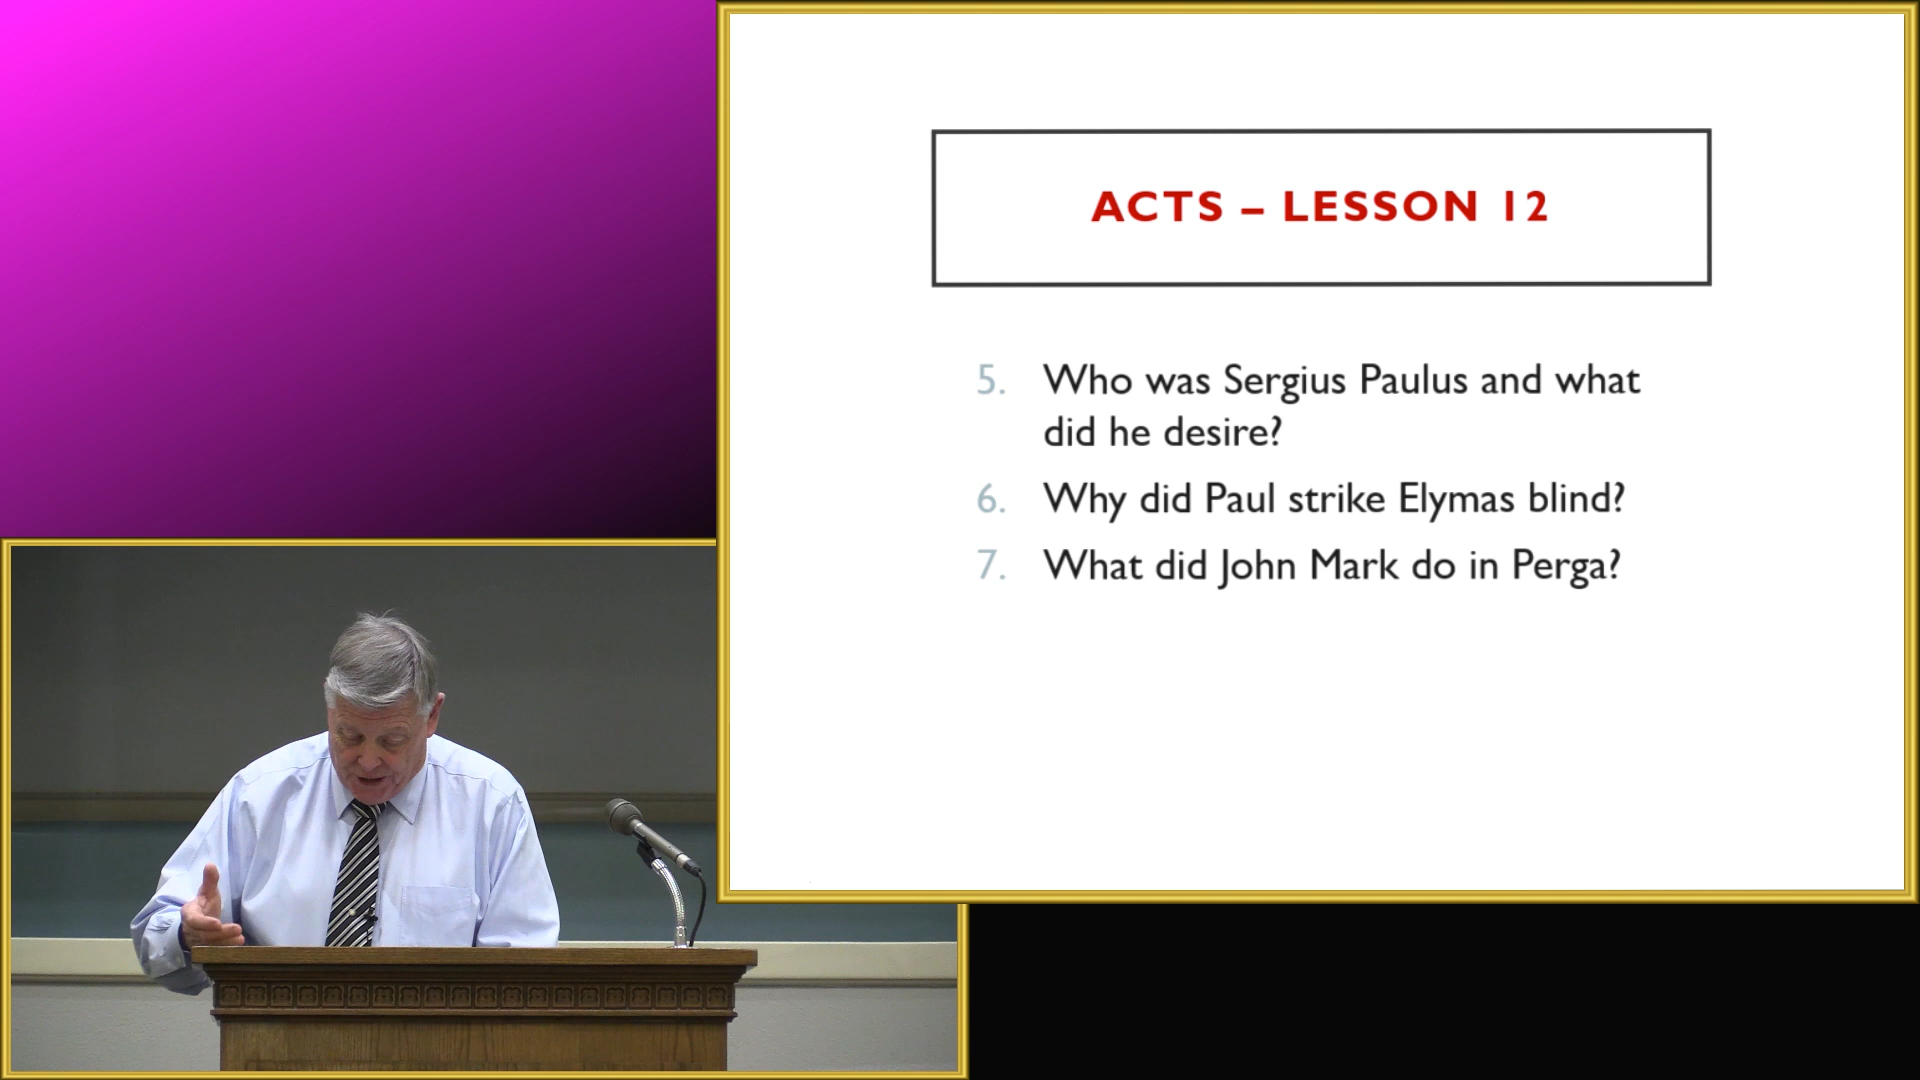 ACTS – LESSON 12
5. Who was Sergius Paulus and what
did he desire?
6. Why did Paul strike Elymas blind?
7. What did John Mark do in Perga?